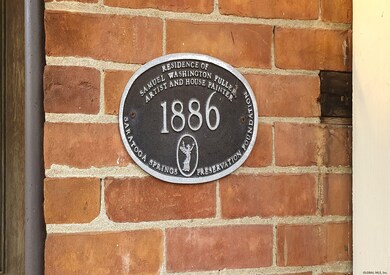 RESIDENCE OF
SAMUEL WASHINGTON FULLER
ARTIST AND HOUSE PAINTER
1886
SARATOGA SPRINGS PRESERVATION FOUNDATION